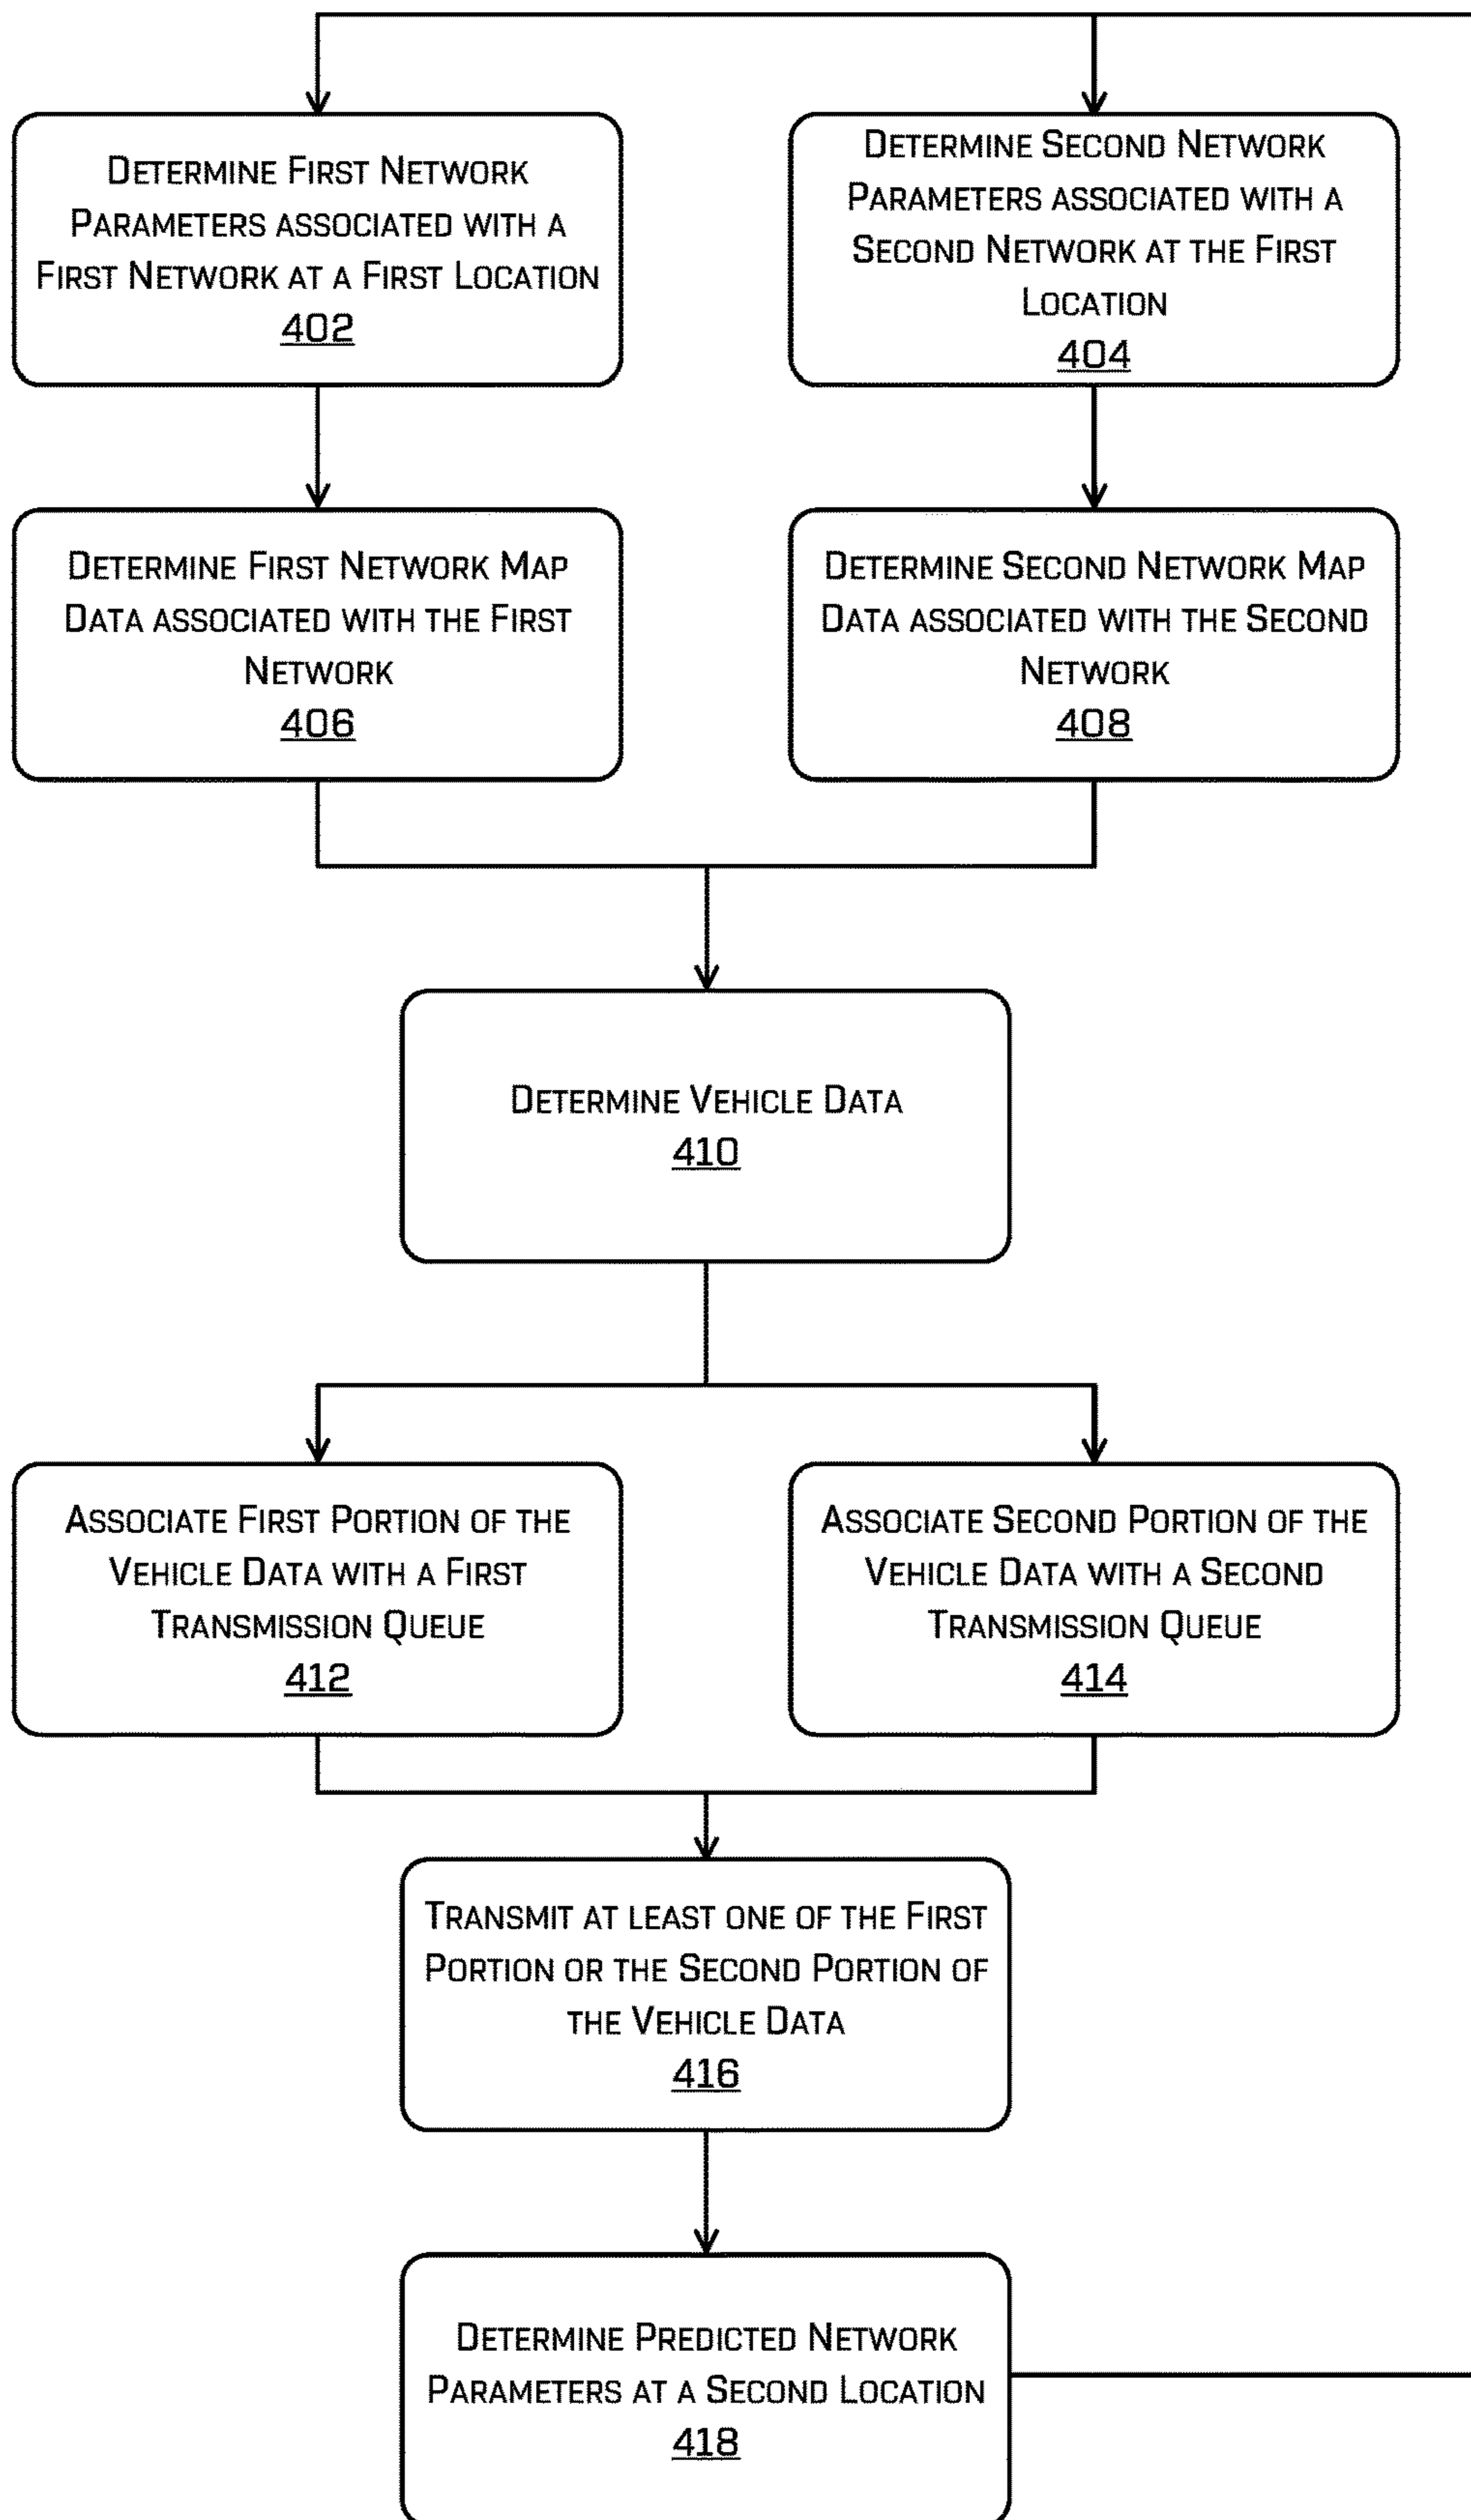 Determine First Network
Parameters associated with a
First Network at a First Location
402
Determine Second Network
Parameters associated with a
Second Network at the First
Location
404
Determine First Network Map
Data associated with the First
Network
406
Determine Second Network Map
Data associated with the Second
Network
408
Determine Vehicle Data
410
Associate First Portion of the
Vehicle Data with a First
Transmission Queue
412
Associate Second Portion of the
Vehicle Data with a Second
Transmission Queue
414
Transmit at least one of the First
Portion or the Second Portion of
the Vehicle Data
416
Determine Predicted Network
Parameters at a Second Location
418